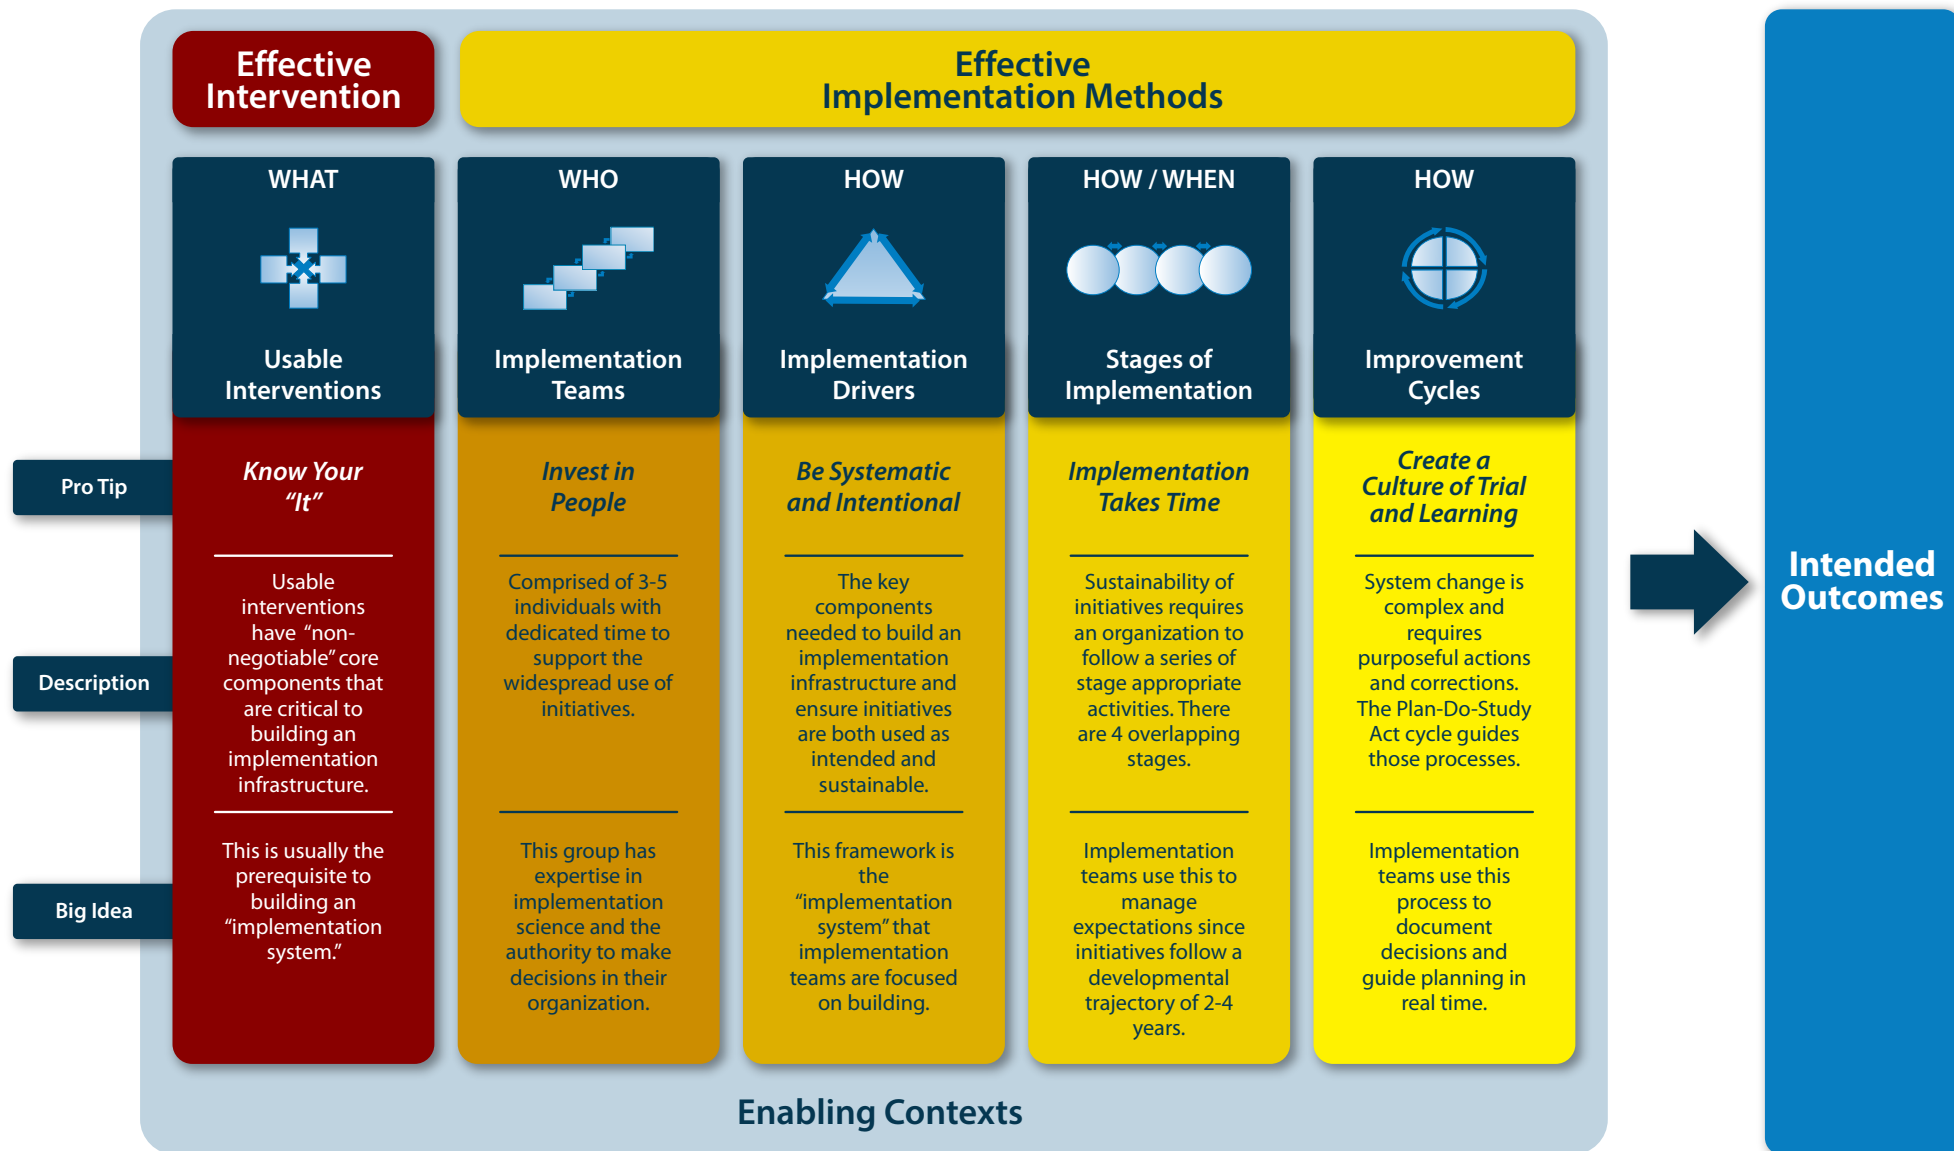 Effective
Intervention
Effective
Implementation Methods
WHAT
Usable
Interventions
WHO
Implementation
Teams
HOW
Implementation
Drivers
HOW / WHEN
Stages of
Implementation
HOW
Improvement
Cycles
Pro Tip
Know Your
“It”
Invest in
People
Be Systematic
and Intentional
Implementation
Takes Time
Create a
Culture of Trial
and Learning
Description
Usable
interventions
have “non-
negotiable” core
components that
are critical to
building an
implementation
infrastructure.
Comprised of 3-5
individuals with
dedicated time to
support the
widespread use of
initiatives.
The key
components
needed to build an
implementation
infrastructure and
ensure initiatives
are both used as
intended and
sustainable.
Sustainability of
initiatives requires
an organization to
follow a series of
stage appropriate
activities. There
are 4 overlapping
stages.
System change is
complex and
requires
purposeful actions
and corrections.
The Plan-Do-Study
Act cycle guides
those processes.
Big Idea
This is usually the
prerequisite to
building an
“implementation
system.”
This group has
expertise in
implementation
science and the
authority to make
decisions in their
organization.
This framework is
the
“implementation
system” that
implementation
teams are focused
on building.
Implementation
teams use this to
manage
expectations since
initiatives follow a
developmental
trajectory of 2-4
years.
Implementation
teams use this
process to
document
decisions and
guide planning in
real time.
Enabling Contexts
Intended
Outcomes